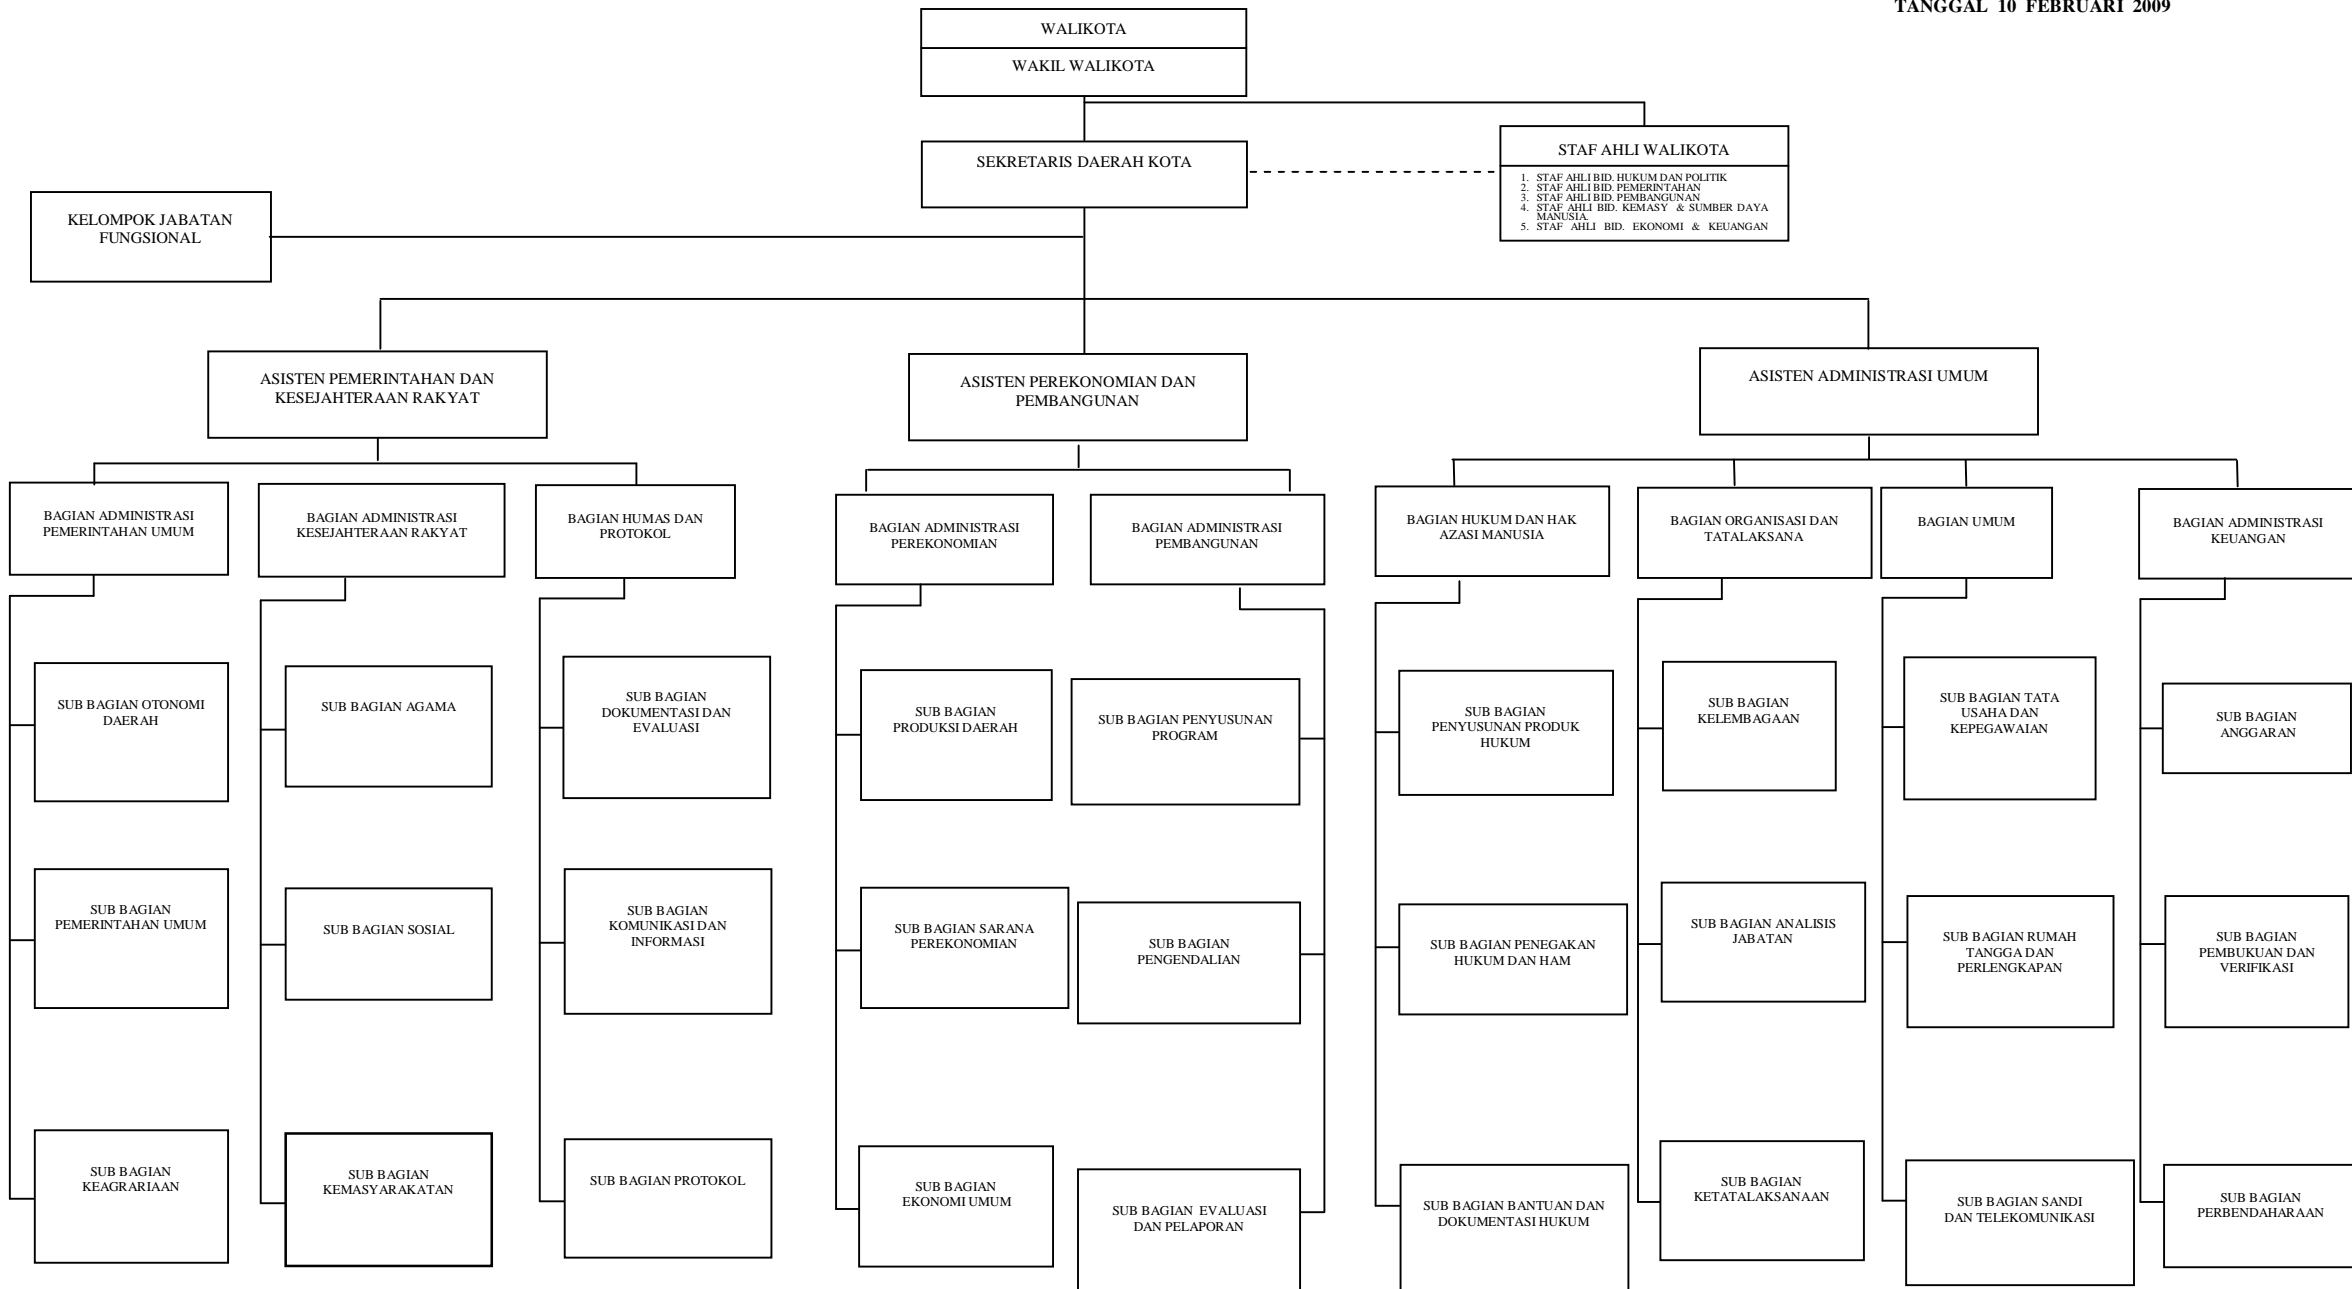 TANGGAL 10 FEBRUARI 2009
WALIKOTA
WAKIL WALIKOTA
SEKRETARIS DAERAH KOTA
STAF AHLI WALIKOTA
1. STAF AHLI BID. HUKUM DAN POLITIK
2. STAF AHLI BID. PEMERINTAHAN
3. STAF AHLI BID. PEMBANGUNAN
4. STAF AHLI BID. KEMASY & SUMBER DAYA
MANUSIA.
5. STAF AHLI BID. EKONOMI & KEUANGAN
KELOMPOK JABATAN
FUNGSIONAL
ASISTEN PEMERINTAHAN DAN
KESEJAHTERAAN RAKYAT
ASISTEN PEREKONOMIAN DAN
PEMBANGUNAN
ASISTEN ADMINISTRASI UMUM
BAGIAN ADMINISTRASI
PEMERINTAHAN UMUM
BAGIAN ADMINISTRASI
KESEJAHTERAAN RAKYAT
BAGIAN HUMAS DAN
PROTOKOL
BAGIAN ADMINISTRASI
PEREKONOMIAN
BAGIAN ADMINISTRASI
PEMBANGUNAN
BAGIAN HUKUM DAN HAK
AZASI MANUSIA
BAGIAN ORGANISASI DAN
TATALAKSANA
BAGIAN UMUM
BAGIAN ADMINISTRASI
KEUANGAN
SUB BAGIAN OTONOMI
DAERAH
SUB BAGIAN AGAMA
SUB BAGIAN
DOKUMENTASI DAN
EVALUASI
SUB BAGIAN
PRODUKSI DAERAH
SUB BAGIAN PENYUSUNAN
PROGRAM
SUB BAGIAN
PENYUSUNAN PRODUK
HUKUM
SUB BAGIAN
KELEMBAGAAN
SUB BAGIAN TATA
USAHA DAN
KEPEGAWAIAN
SUB BAGIAN
ANGGARAN
SUB BAGIAN
PEMERINTAHAN UMUM
SUB BAGIAN SOSIAL
SUB BAGIAN
KOMUNIKASI DAN
INFORMASI
SUB BAGIAN SARANA
PEREKONOMIAN
SUB BAGIAN
PENGENDALIAN
SUB BAGIAN PENEGAKAN
HUKUM DAN HAM
SUB BAGIAN ANALISIS
JABATAN
SUB BAGIAN RUMAH
TANGGA DAN
PERLENGKAPAN
SUB BAGIAN
PEMBUKUAN DAN
VERIFIKASI
SUB BAGIAN
KEAGRARIAAN
SUB BAGIAN
KEMASYARAKATAN
SUB BAGIAN PROTOKOL
SUB BAGIAN
EKONOMI UMUM
SUB BAGIAN EVALUASI
DAN PELAPORAN
SUB BAGIAN BANTUAN DAN
DOKUMENTASI HUKUM
SUB BAGIAN
KETATALAKSANAAN
SUB BAGIAN SANDI
DAN TELEKOMUNIKASI
SUB BAGIAN
PERBENDAHARAAN